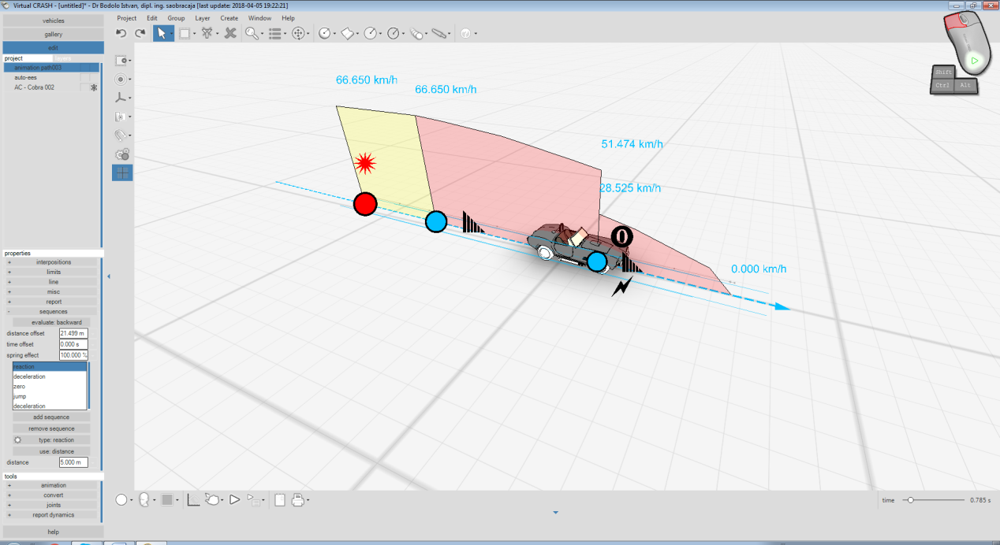 Virtual CRASH - [untitled]* - Dr Bodolo Istvan, dipl. ing. saobracaja [last update: 2018-04-05 19:22:21]
vehicles
gallery
edit
Project Edit Group Layer Create Window Help
project layers
animation path003
auto-ees
AC - Cobra 002
66.650 km/h
66.650 km/h
51.474 km/h
28.525 km/h
0.000 km/h
Shift
Ctrl Alt
properties
+ interpositions
+ limits
+ line
+ misc
+ report
- sequences
evaluate: backward
distance offset 21.499 m
time offset 0.000 s
spring effect 100.000 %
reaction
deceleration
zero
jump
deceleration
add sequence
remove sequence
type: reaction
use: distance
distance 5.000 m
tools
+ animation
+ convert
+ joints
+ report dynamics
help
time 0.785 s